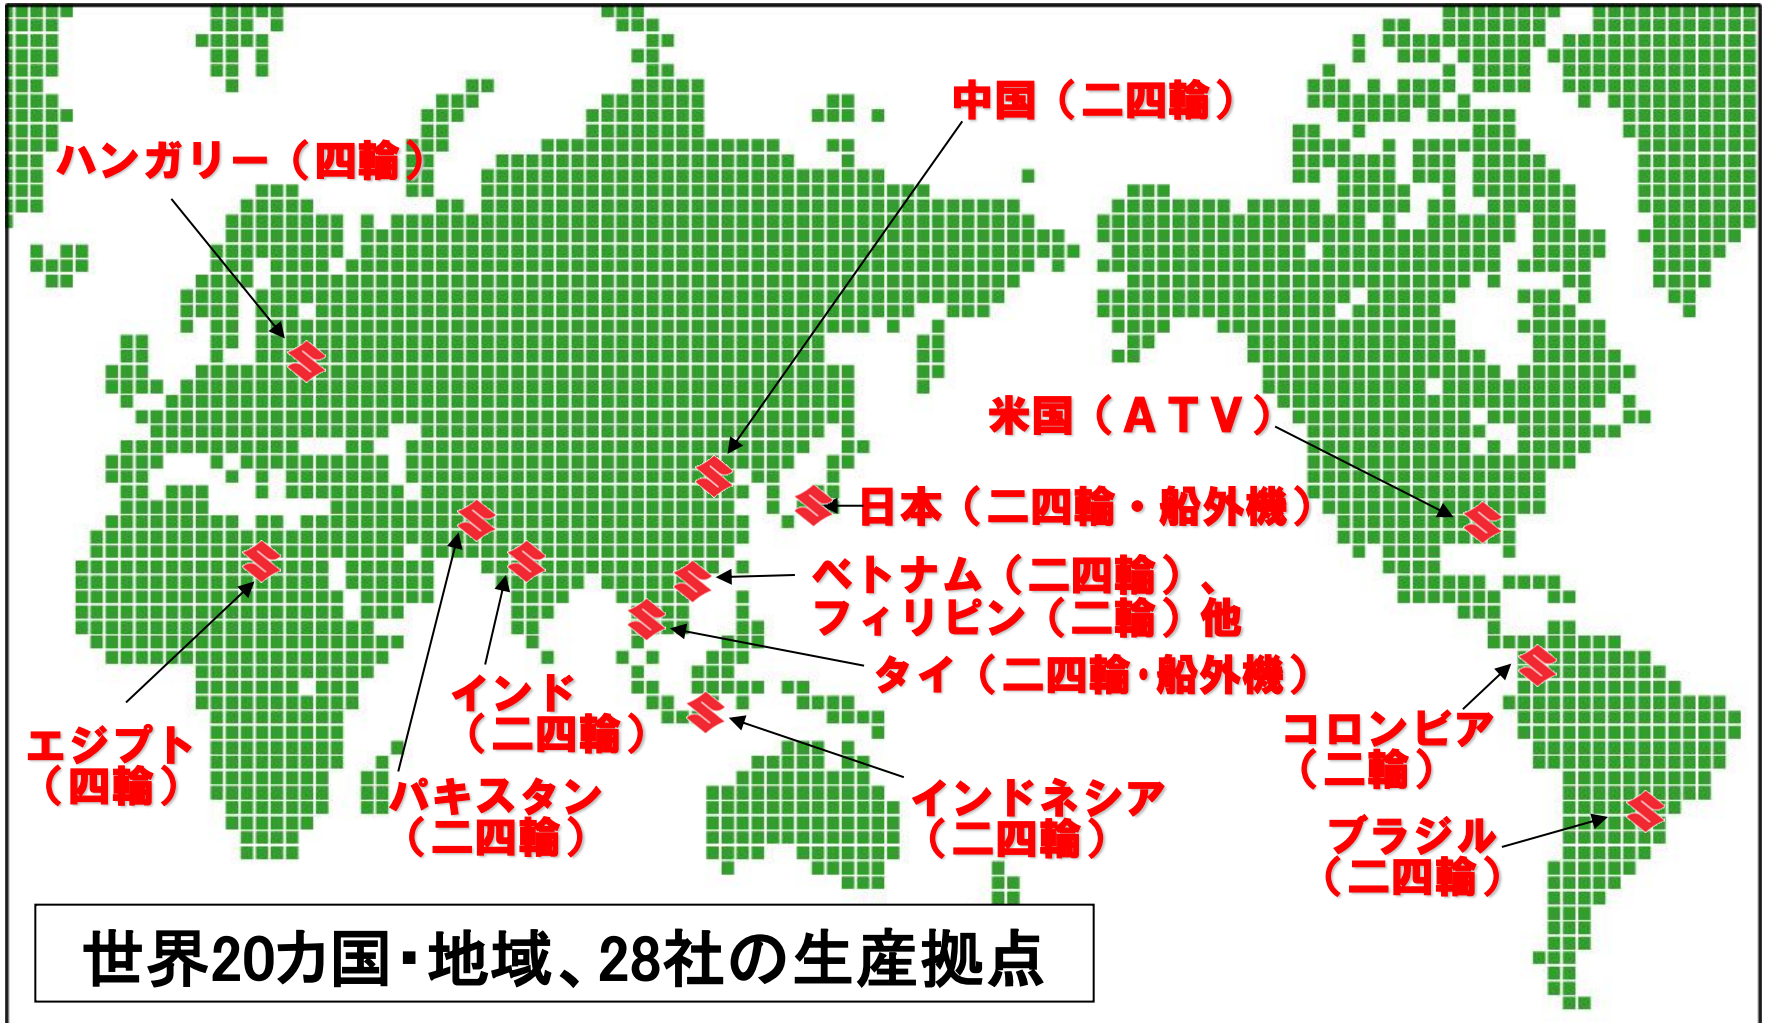 中国（二四輪）
ハンガリー（四輪）
米国（ＡＴＶ）
日本（二四輪・船外機）
ベトナム（二四輪）、
フィリピン（二輪）他
タイ（二四輪･船外機）
インド
（二四輪）
エジプト
（四輪）
パキスタン
（二四輪）
インドネシア
（二四輪）
コロンビア
（二輪）
ブラジル
（二四輪）
世界20カ国・地域、28社の生産拠点